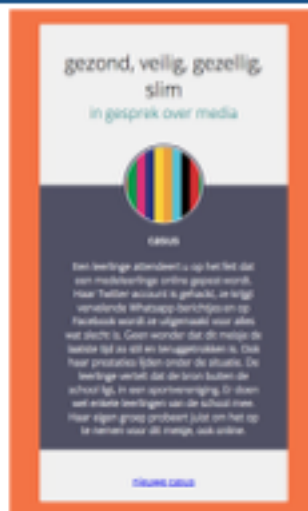 gezond, veilig, gezellig,
slim
in gesprek over media
casus
Een leerlinge attendeert u op het feit dat
een medeleerlinge online gepest wordt.
Haar Twitter account is gehackt, ze krijgt
vervelende Whatsapp berichtjes en op
Facebook wordt ze uitgemaakt voor alles
wat slecht is. Geen wonder dat dit meisje de
laatste tijd zo stil en teruggetrokken is. Ook
haar prestaties lijden onder de situatie. De
leerlinge vertelt dat de bron buiten de
school ligt, in een sportvereniging. Er doen
wel enkele leerlingen van de school mee.
Haar eigen groep probeert juist om het op
te nemen voor dit meisje, ook online.
nieuwe casus